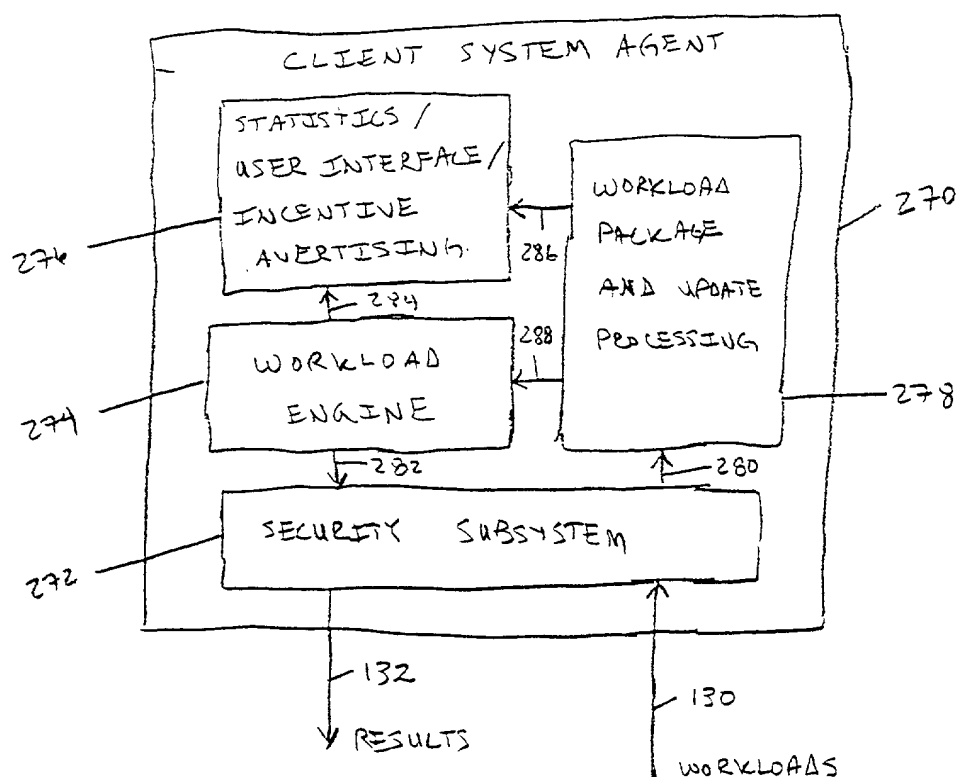 CLIENT SYSTEM AGENT
STATISTICS /
USER INTERFACE /
INCENTIVE
AVERTISING.
276
286
WORKLOAD
PACKAGE
AND UPDATE
PROCESSING
270
284
288
WORKLOAD
ENGINE
274
278
282
280
SECURITY SUBSYSTEM
272
132
RESULTS
130
WORKLOADS